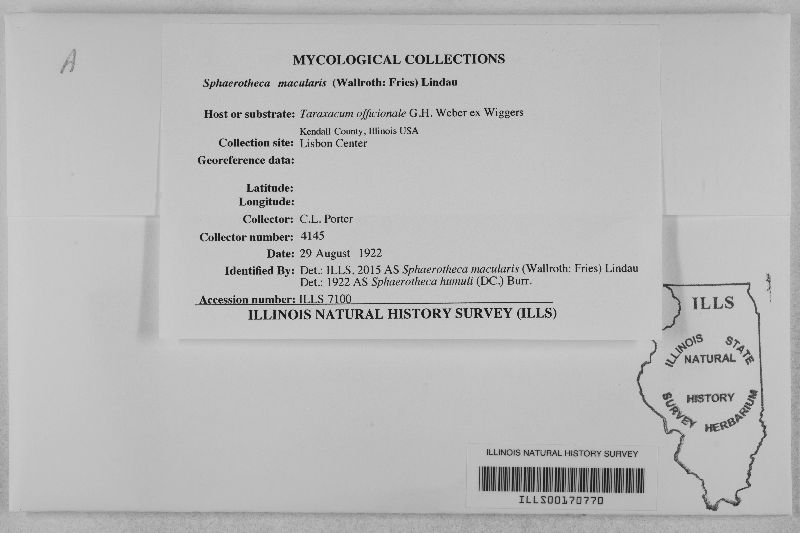 A
MYCOLOGICAL COLLECTIONS
Sphaerotheca macularis (Wallroth: Fries) Lindau
Host or substrate: Taraxacum officionale G.H. Weber ex Wiggers
Kendall County, Illinois USA
Collection site: Lisbon Center
Georeference data:
Latitude:
Longitude:
Collector: C.L. Porter
Collector number: 4145
Date: 29 August 1922
Identified By: Det.: ILLS, 2015 AS Sphaerotheca macularis (Wallroth: Fries) Lindau
Det.: 1922 AS Sphaerotheca humuli (DC.) Burr.
Accession number: ILLS 7100
ILLINOIS NATURAL HISTORY SURVEY (ILLS)
ILLS
ILLINOIS STATE
NATURAL
HISTORY
SURVEY HERBARIUM
ILLINOIS NATURAL HISTORY SURVEY
ILLS00170770